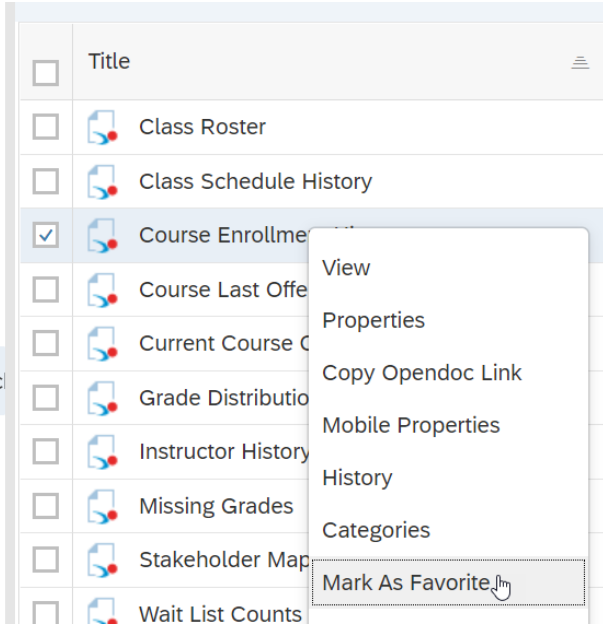 Title
Class Roster
Class Schedule History
Course Enrollme
View
Course Last Offe
Properties
Current Course
Copy Opendoc Link
Grade Distributio
Mobile Properties
Instructor History
History
Missing Grades
Categories
Stakeholder Map
Mark As Favorite
Wait List Counts